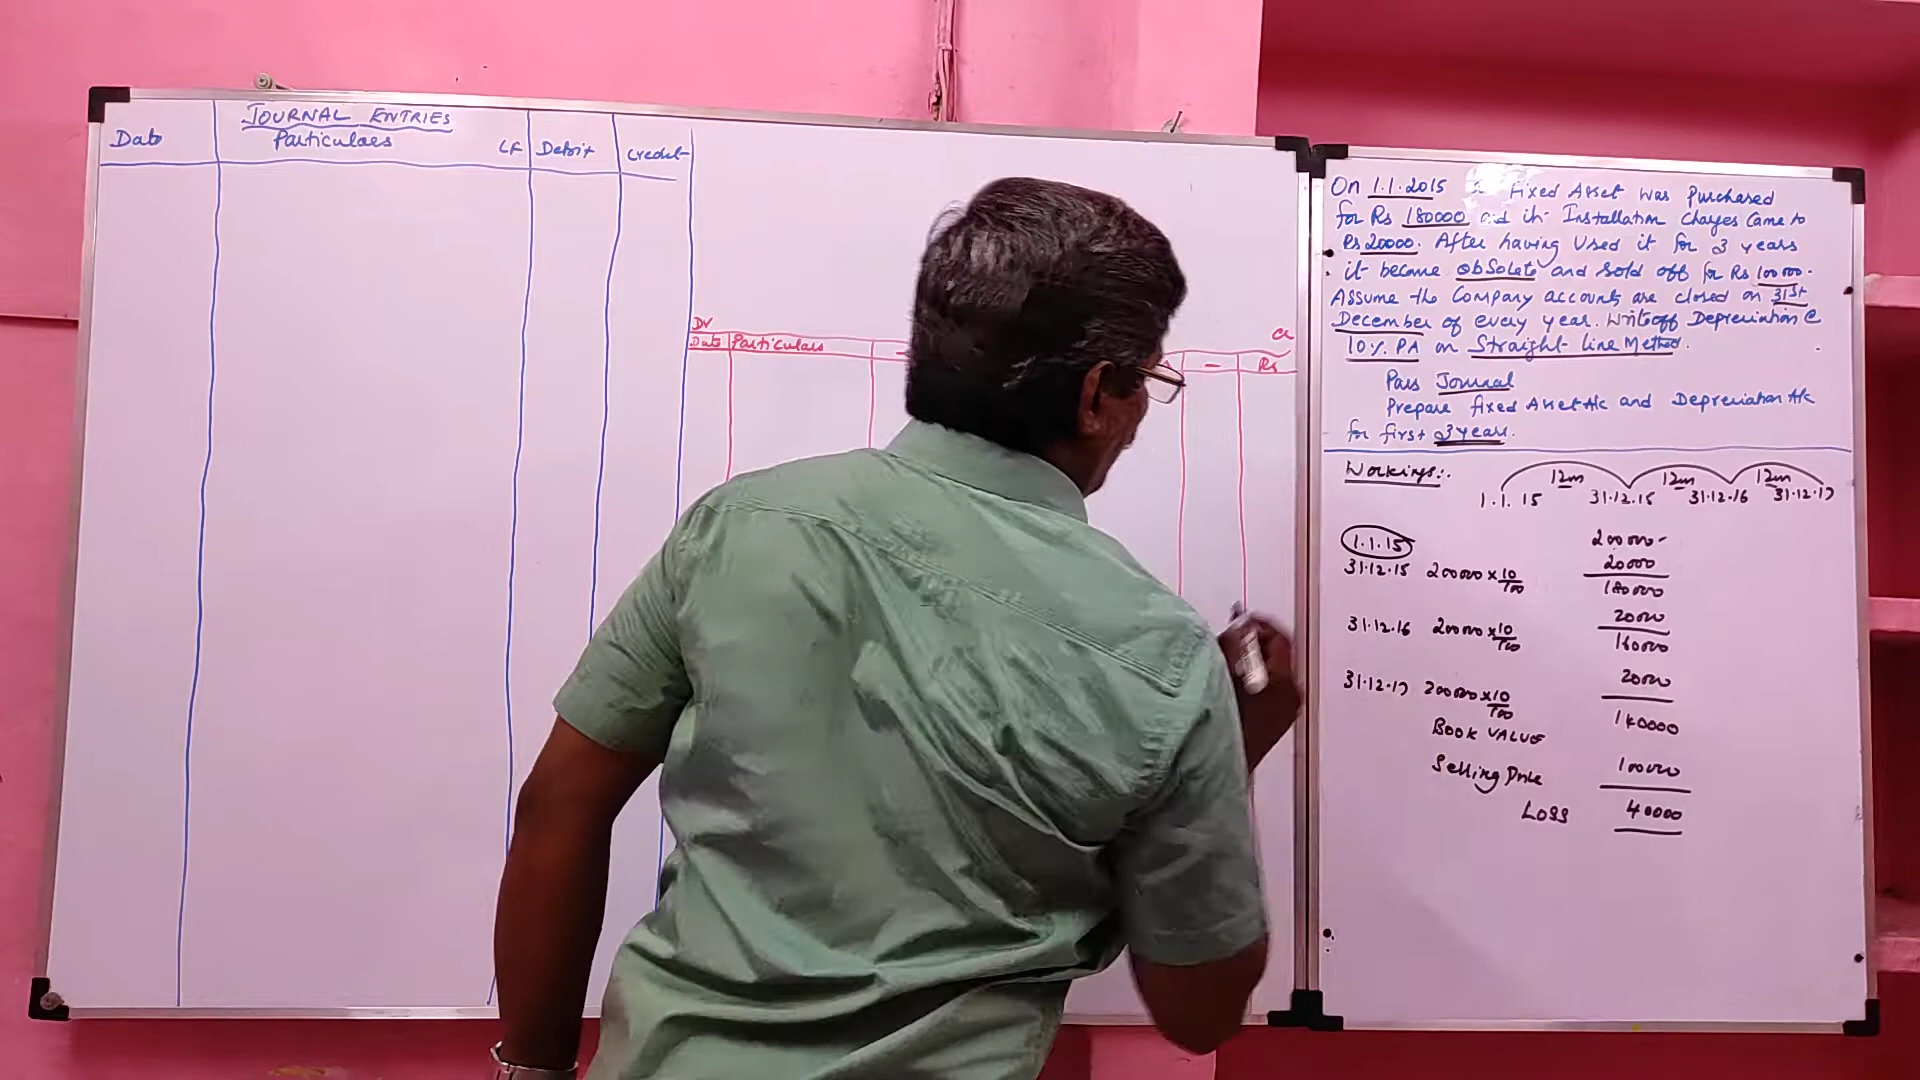 JOURNAL ENTRIES
Date Particulars LF Debit Credit
Dr Cr
Date Particulars - Rs
On 1.1.2015 Fixed Asset was Purchased
for Rs 180000 and it Installation charges Came to
Rs 20000. After having Used it for 3 years
it became obsolete and sold off for Rs 100000.
Assume the Company accounts are closed on 31st
December of every year. Write off Depreciation @
10% PA on Straight line Method.
Pass Journal
Prepare fixed Asset A/c and Depreciation A/c
for first 3 years.
Workings:
12m 12m 12m
1.1.15 31.12.15 31.12.16 31.12.17
1.1.15 200000
31.12.15 200000 x 10/100 20000
180000
31.12.16 200000 x 10/100 20000
160000
31.12.17 200000 x 10/100 20000
BOOK VALUE 140000
Selling Price 100000
Loss 40000